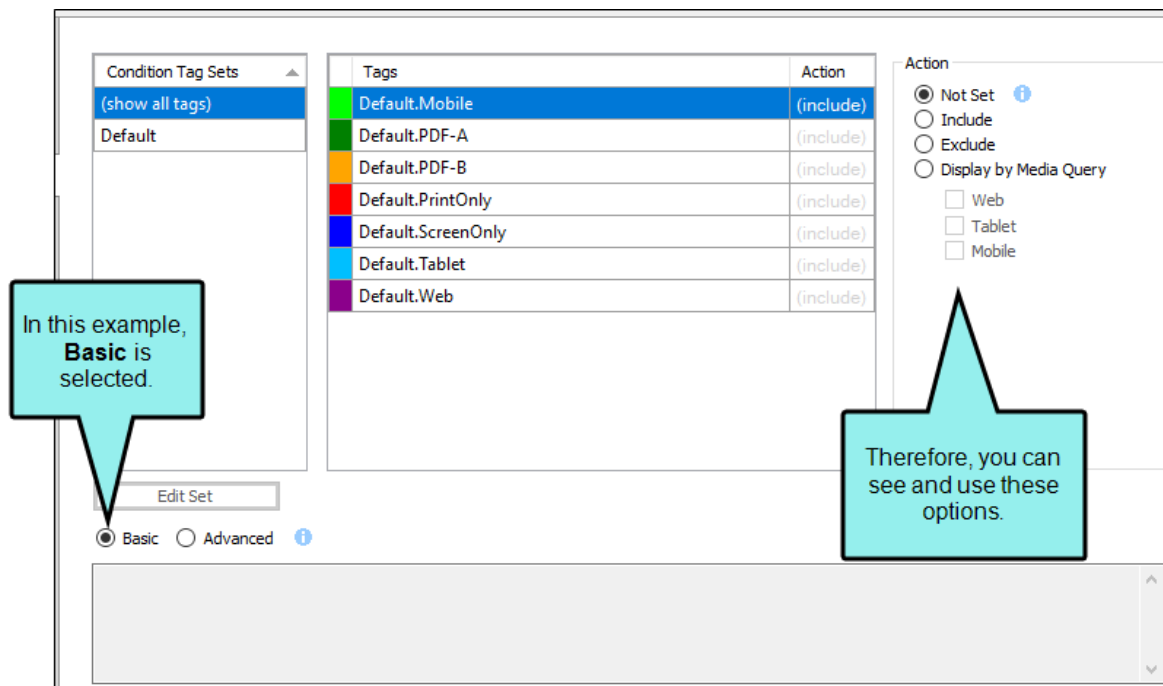 Condition Tag Sets
(show all tags)
Default
Tags Action
Default.Mobile (include)
Default.PDF-A (include)
Default.PDF-B (include)
Default.PrintOnly (include)
Default.ScreenOnly (include)
Default.Tablet (include)
Default.Web (include)
Action
Not Set
Include
Exclude
Display by Media Query
Web
Tablet
Mobile
In this example,
Basic is
selected.
Therefore, you can
see and use these
options.
Edit Set
Basic Advanced